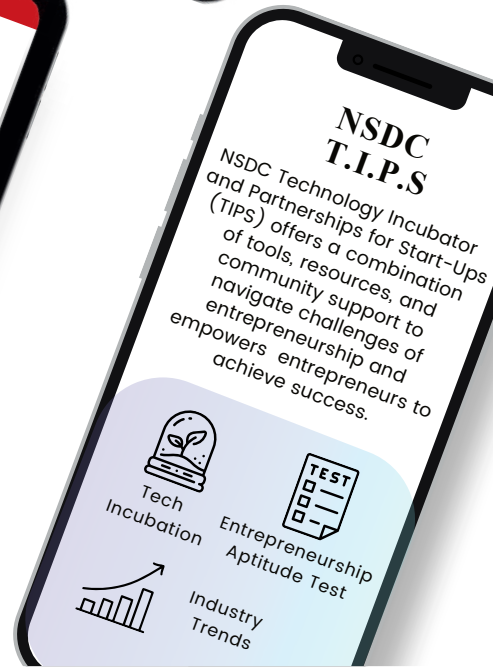 NSDC
T.I.P.S
NSDC Technology Incubator
and Partnerships for Start-Ups
(TIPS) offers a combination
of tools, resources, and
community support to
navigate challenges of
entrepreneurship and
empowers entrepreneurs to
achieve success.
Tech
Incubation
TEST
Entrepreneurship
Aptitude Test
Industry
Trends